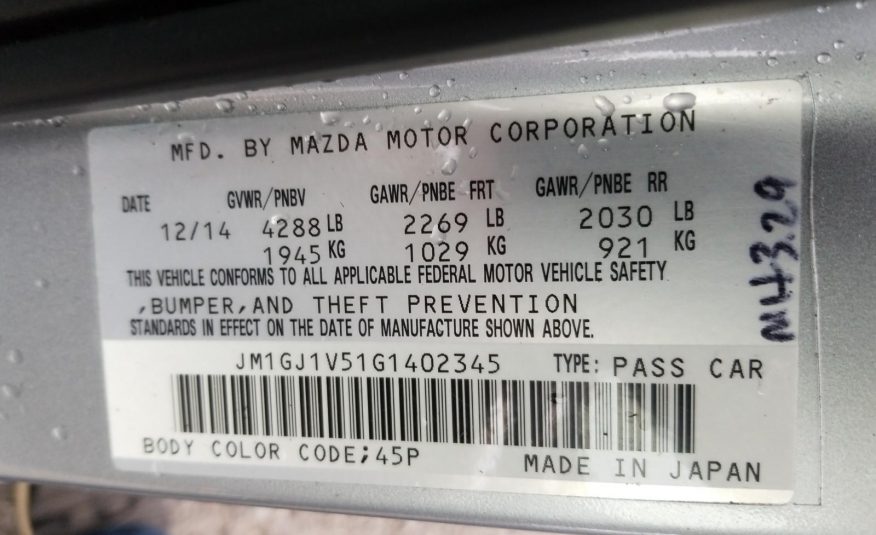 MFD. BY MAZDA MOTOR CORPORATION
DATE GVWR/PNBV GAWR/PNBE FRT GAWR/PNBE RR
12/14 4288 LB 2269 LB 2030 LB
1945 KG 1029 KG 921 KG
THIS VEHICLE CONFORMS TO ALL APPLICABLE FEDERAL MOTOR VEHICLE SAFETY
,BUMPER,AND THEFT PREVENTION
STANDARDS IN EFFECT ON THE DATE OF MANUFACTURE SHOWN ABOVE.
JM1GJ1V51G1402345 TYPE: PASS CAR
BODY COLOR CODE;45P
MADE IN JAPAN